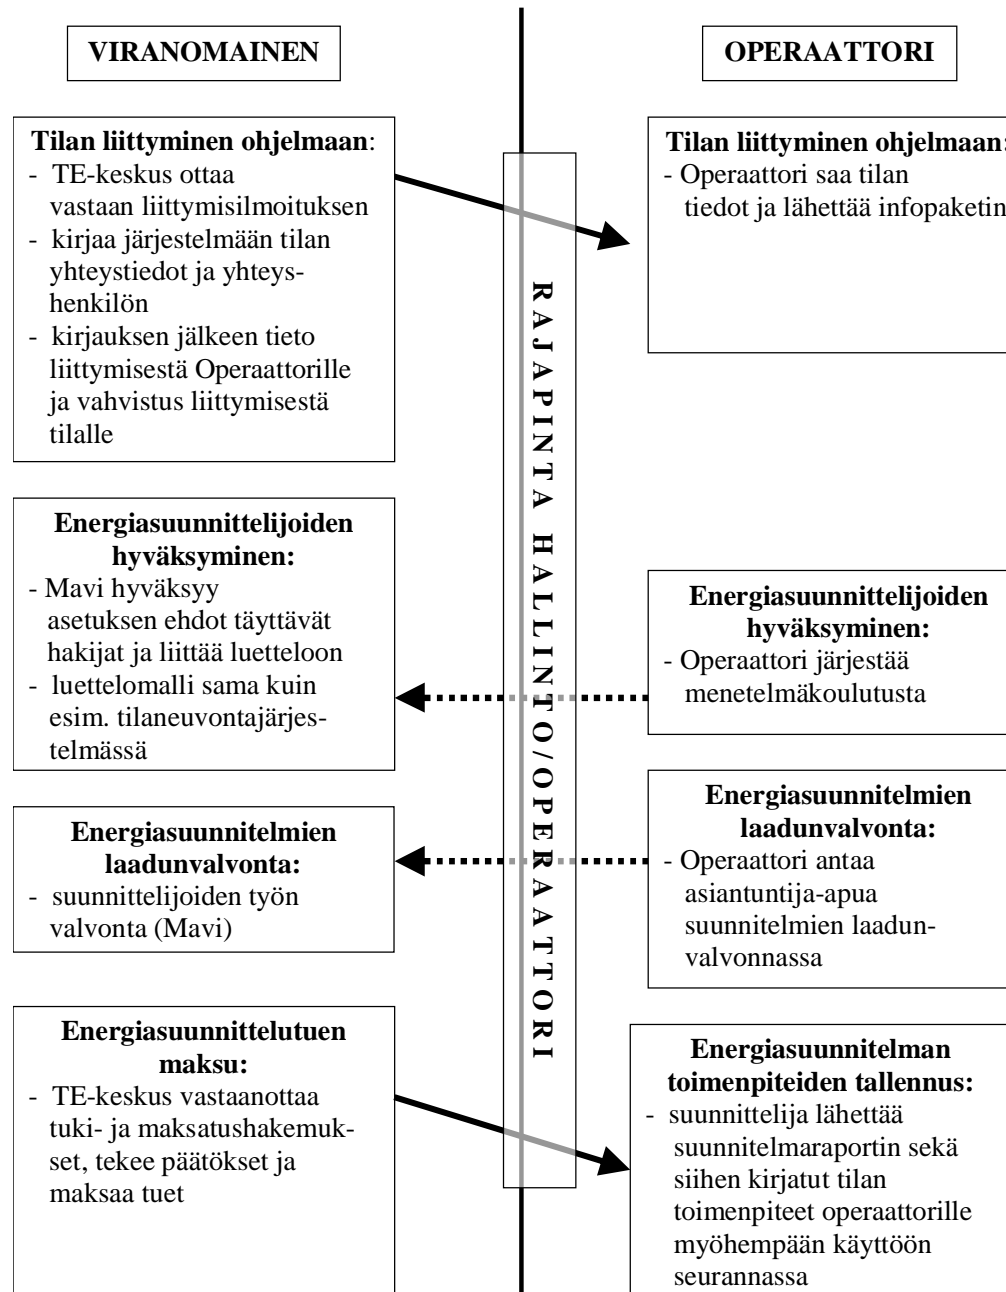 VIRANOMAINEN
Tilan liittyminen ohjelmaan:
- TE-keskus ottaa
vastaan liittymisilmoituksen
- kirjaa järjestelmään tilan
yhteystiedot ja yhteys-
henkilön
- kirjauksen jälkeen tieto
liittymisestä Operaattorille
ja vahvistus liittymisestä
tilalle
Energiasuunnittelijoiden
hyväksyminen:
- Mavi hyväksyy
asetuksen ehdot täyttävät
hakijat ja liittää luetteloon
- luettelomalli sama kuin
esim. tilaneuvontajärjes-
telmässä
Energiasuunnitelmien
laadunvalvonta:
- suunnittelijoiden työn
valvonta (Mavi)
Energiasuunnittelutuen
maksu:
- TE-keskus vastaanottaa
tuki- ja maksatushakemuk-
set, tekee päätökset ja
maksaa tuet
RAJAPINTA HALLINTO/OPERAATTORI
OPERAATTORI
Tilan liittyminen ohjelmaan:
- Operaattori saa tilan
tiedot ja lähettää infopaketin
Energiasuunnittelijoiden
hyväksyminen:
- Operaattori järjestää
menetelmäkoulutusta
Energiasuunnitelmien
laadunvalvonta:
- Operaattori antaa
asiantuntija-apua
suunnitelmien laadun-
valvonnassa
Energiasuunnitelman
toimenpiteiden tallennus:
- suunnittelija lähettää
suunnitelmaraportin sekä
siihen kirjatut tilan
toimenpiteet operaattorille
myöhempään käyttöön
seurannassa